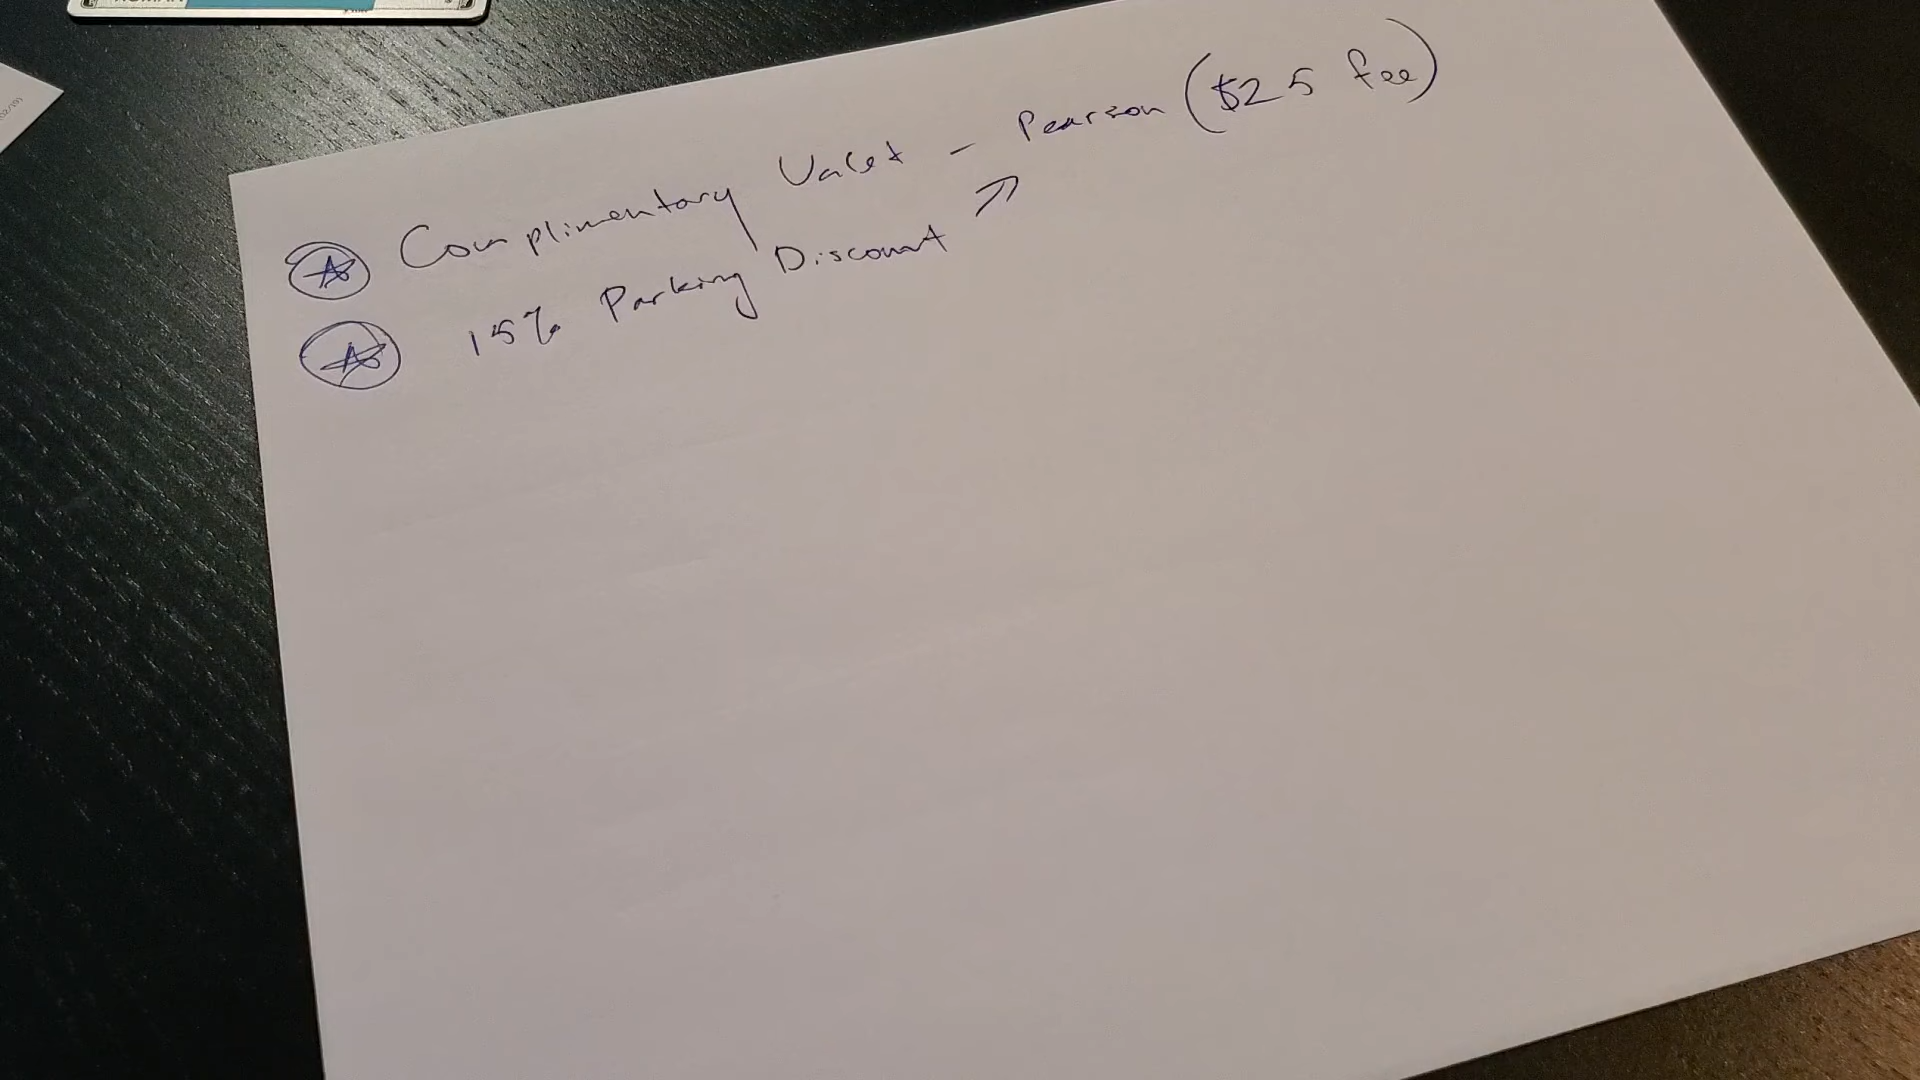 Complimentary Valet - Pearson ($25 fee)
15% Parking Discount ↗